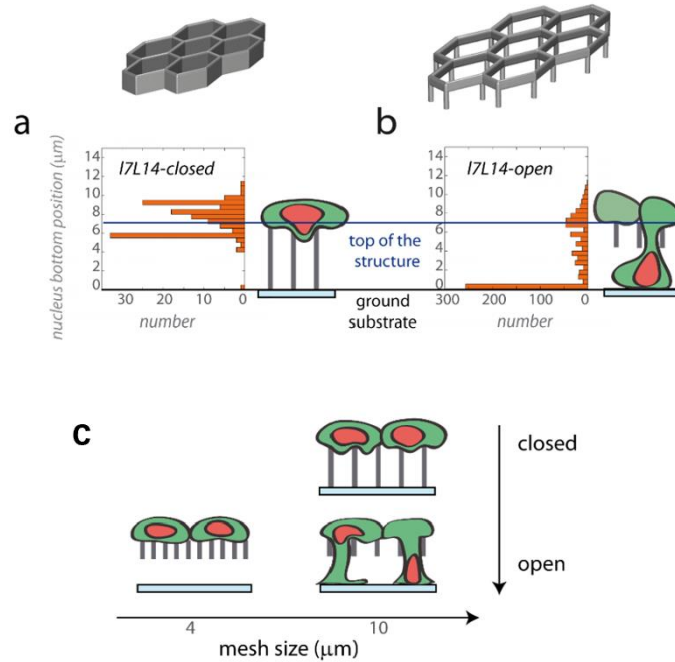 a
b
nucleus bottom position (μm)
14
12
10
8
6
4
2
0
I7L14-closed
30
20
10
0
number
top of the
structure
ground
substrate
14
12
10
8
6
4
2
0
I7L14-open
300
200
100
0
number
c
closed
open
4
10
mesh size (μm)